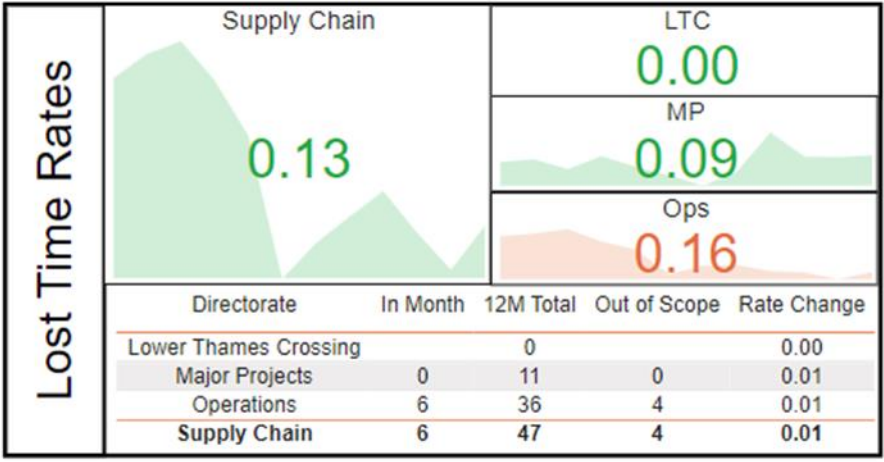 Lost Time Rates
Supply Chain
0.13
LTC
0.00
MP
0.09
Ops
0.16
Directorate In Month 12M Total Out of Scope Rate Change
Lower Thames Crossing 0 0.00
Major Projects 0 11 0 0.01
Operations 6 36 4 0.01
Supply Chain 6 47 4 0.01